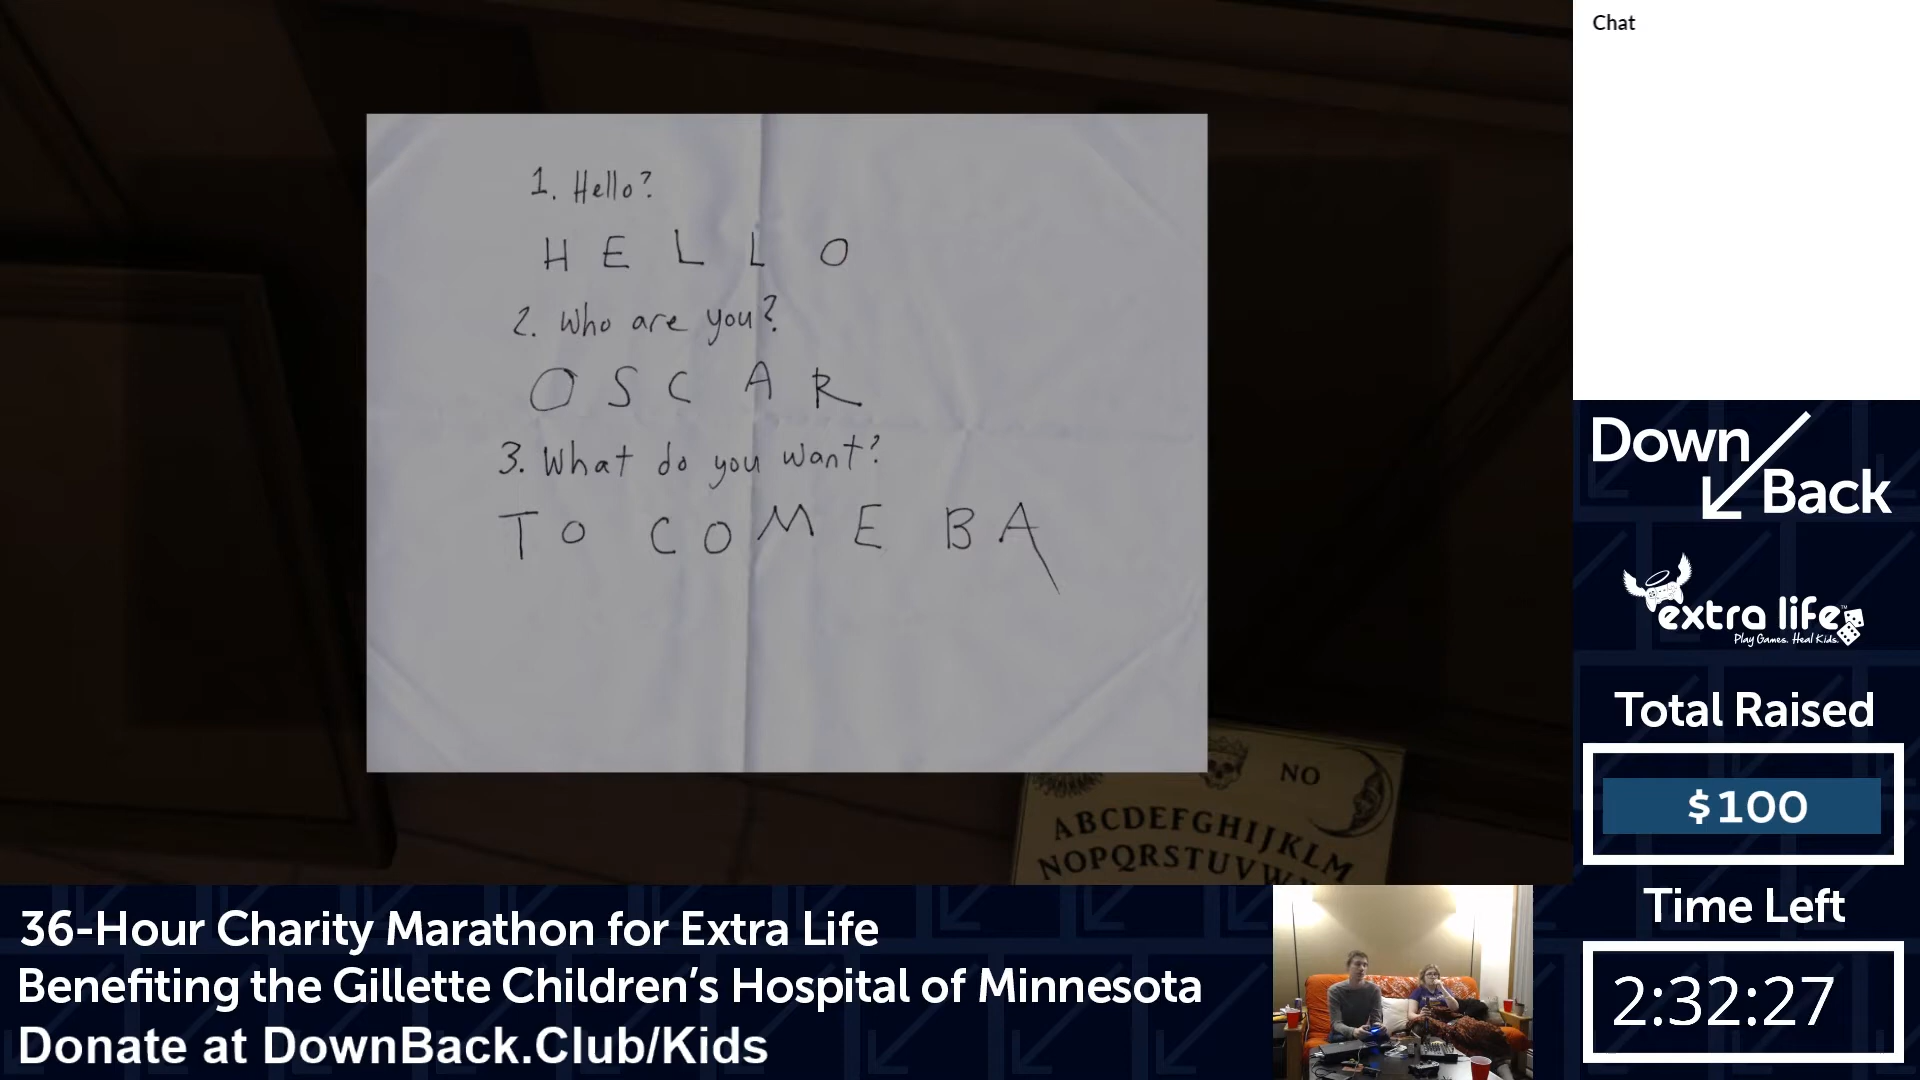 Chat
1. Hello?
H E L L O
2. Who are you?
O S C A R
3. What do you want?
T O C O M E B A
NO
ABCDEFGHIJKLM
NOPQRSTUVW
Down
Back
extra life
Play Games. Heal Kids.
Total Raised
$100
Time Left
2:32:27
36-Hour Charity Marathon for Extra Life
Benefiting the Gillette Children's Hospital of Minnesota
Donate at DownBack.Club/Kids